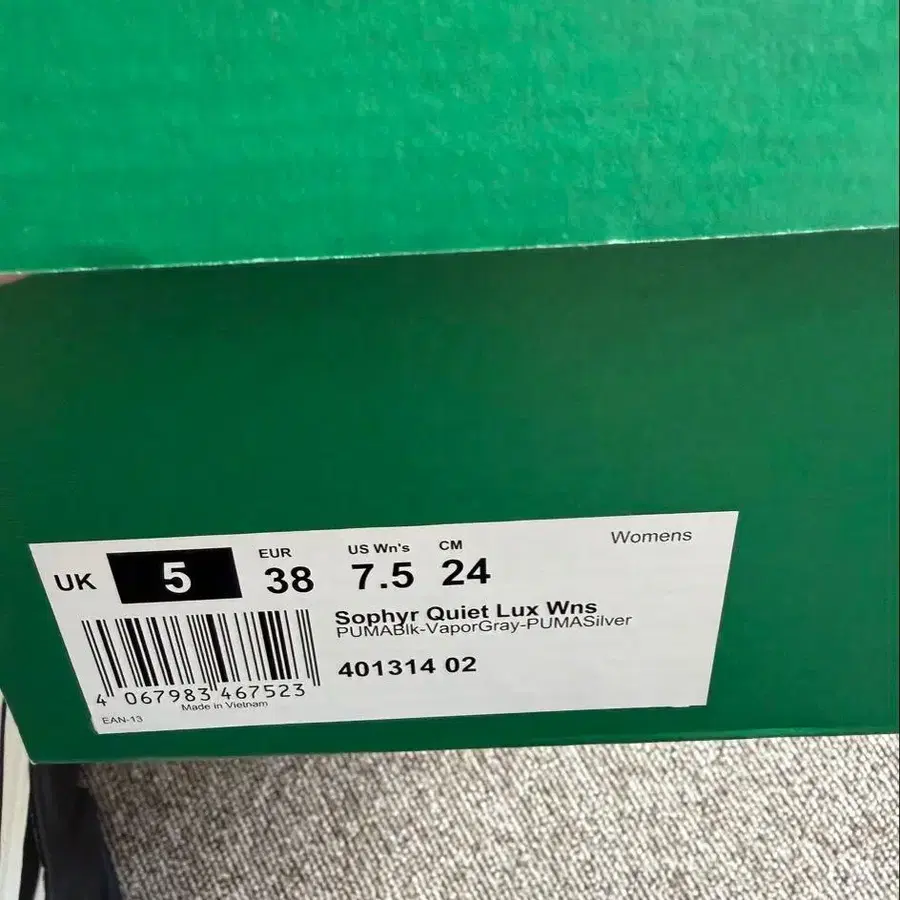 Womens
UK 5 EUR 38 US Wn's 7.5 CM 24
Sophyr Quiet Lux Wns
PUMABlk-VaporGray-PUMASilver
401314 02
4 067983 467523
Made in Vietnam
EAN-13